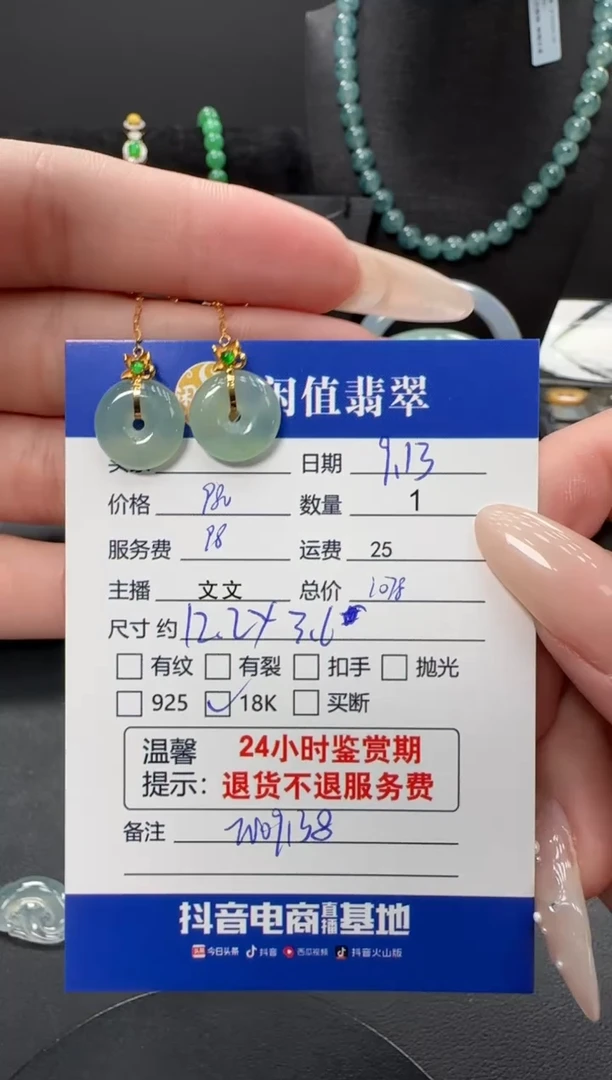 闲值翡翠
日期 9.13
价格 980 数量 1
服务费 98 运费 25
主播 文文 总价 1078
尺寸 约 12.2X 3.6
有纹 有裂 扣手 抛光
925 18K 买断
温馨 24小时鉴赏期
提示: 退货不退服务费
备注
抖音电商直播基地
今日头条 抖音 西瓜视频 抖音火山版